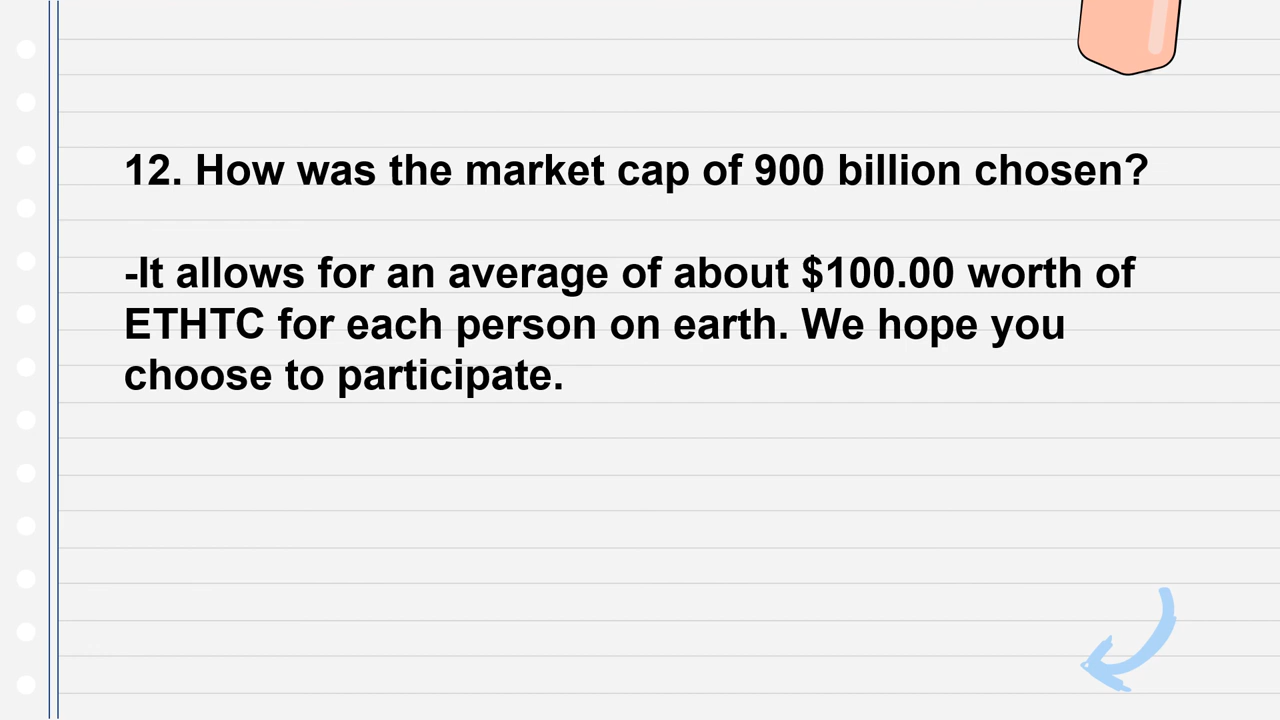 12. How was the market cap of 900 billion chosen?
-It allows for an average of about $100.00 worth of
ETHTC for each person on earth. We hope you
choose to participate.